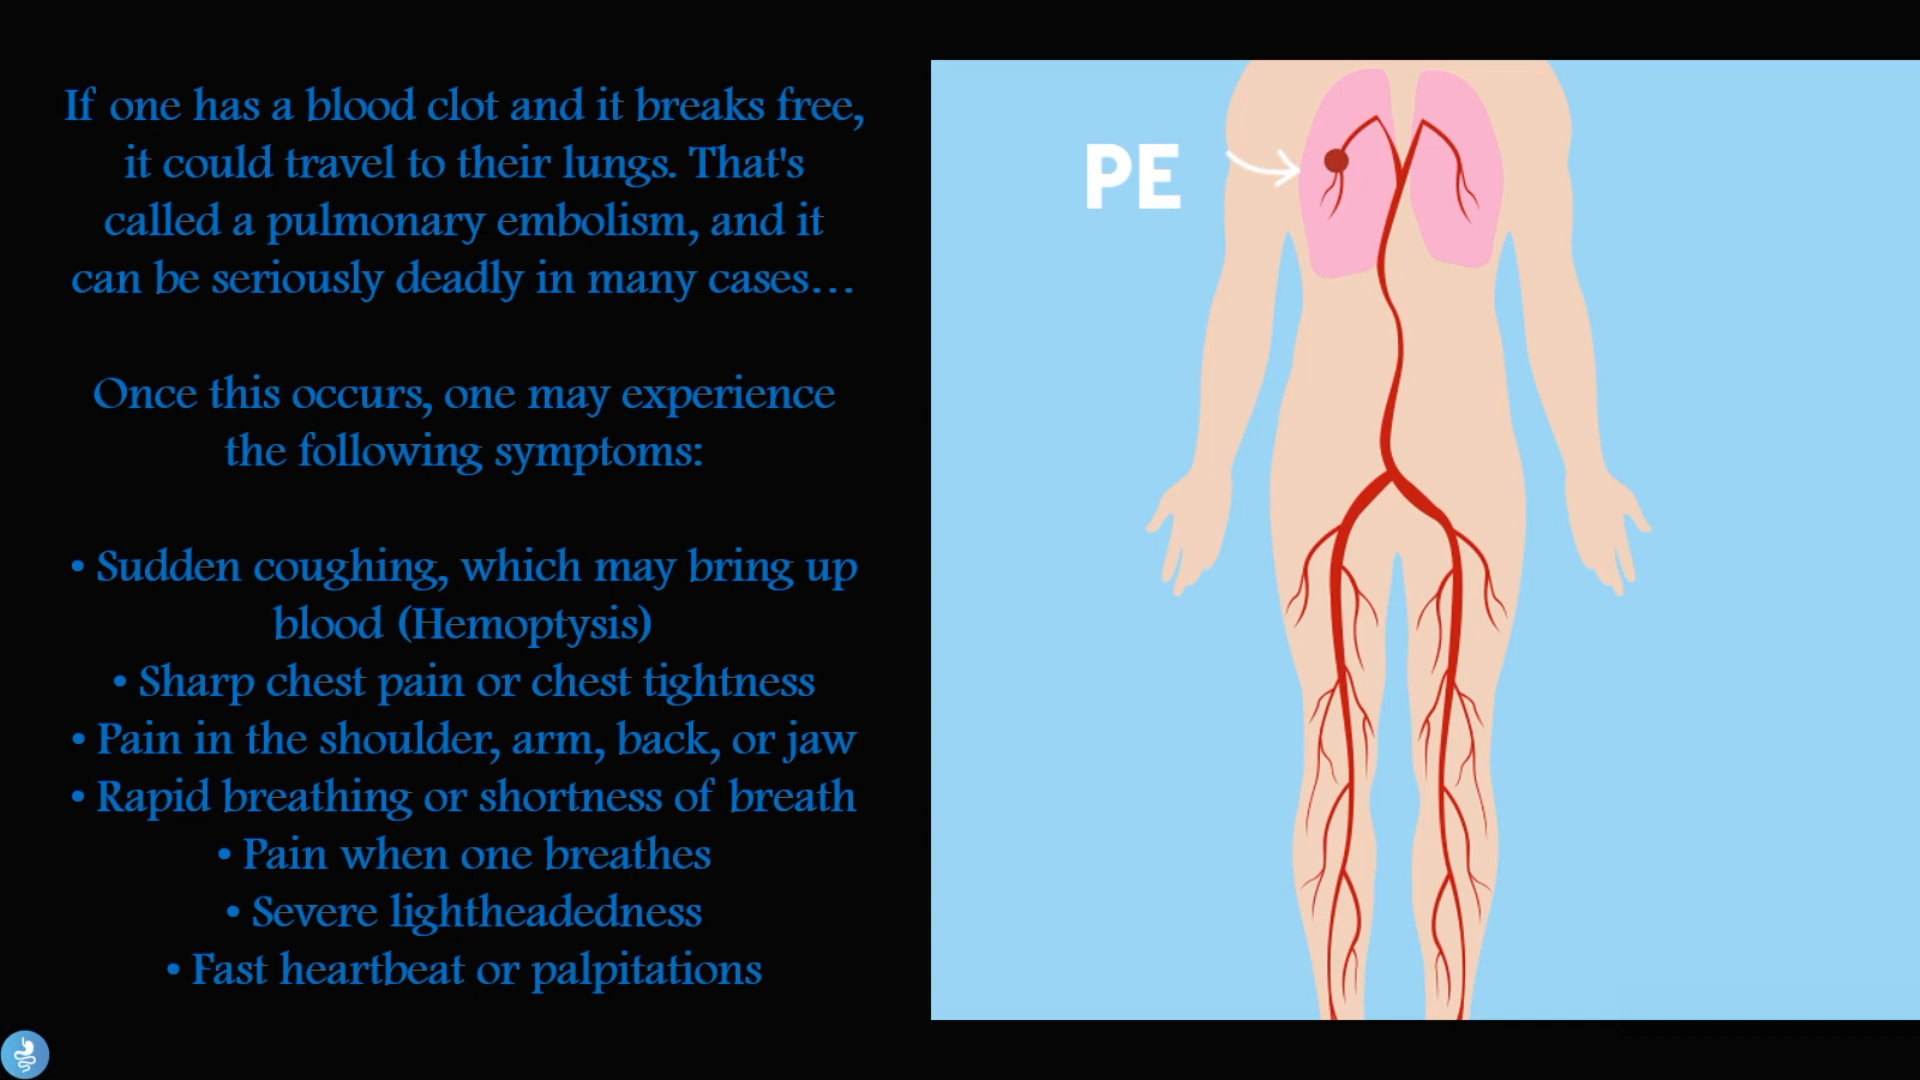 If one has a blood clot and it breaks free,
it could travel to their lungs. That's
called a pulmonary embolism, and it
can be seriously deadly in many cases...
Once this occurs, one may experience
the following symptoms:
• Sudden coughing, which may bring up
blood (Hemoptysis)
• Sharp chest pain or chest tightness
• Pain in the shoulder, arm, back, or jaw
• Rapid breathing or shortness of breath
• Pain when one breathes
• Severe lightheadedness
• Fast heartbeat or palpitations
PE